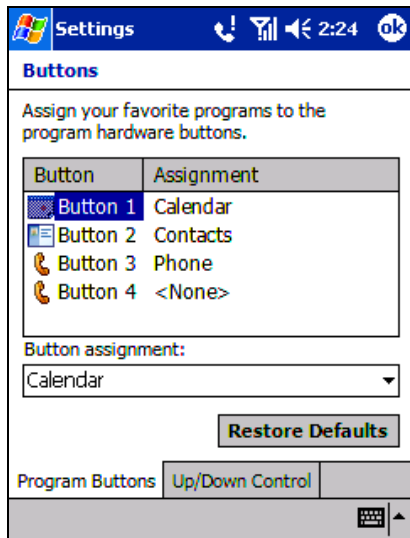 Settings 2:24 ok
Buttons
Assign your favorite programs to the
program hardware buttons.
Button Assignment
Button 1 Calendar
Button 2 Contacts
Button 3 Phone
Button 4 <None>
Button assignment:
Calendar
Restore Defaults
Program Buttons Up/Down Control